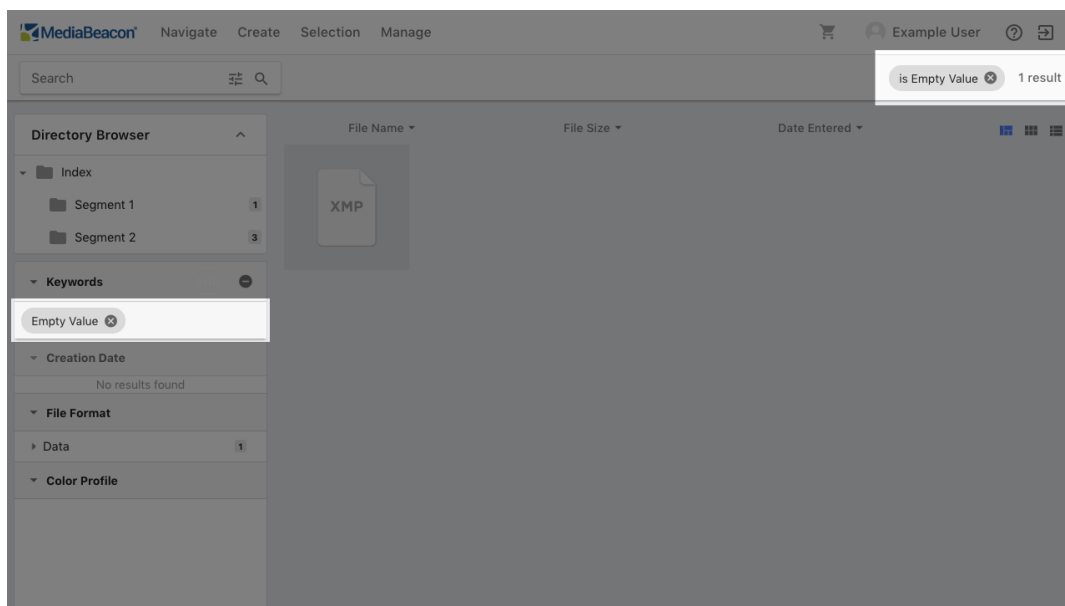 MediaBeacon® Navigate Create Selection Manage Example User
Search is Empty Value 1 result
Directory Browser File Name File Size Date Entered
Index
Segment 1 1
XMP
Segment 2 3
Keywords
Empty Value
Creation Date
No results found
File Format
Data 1
Color Profile